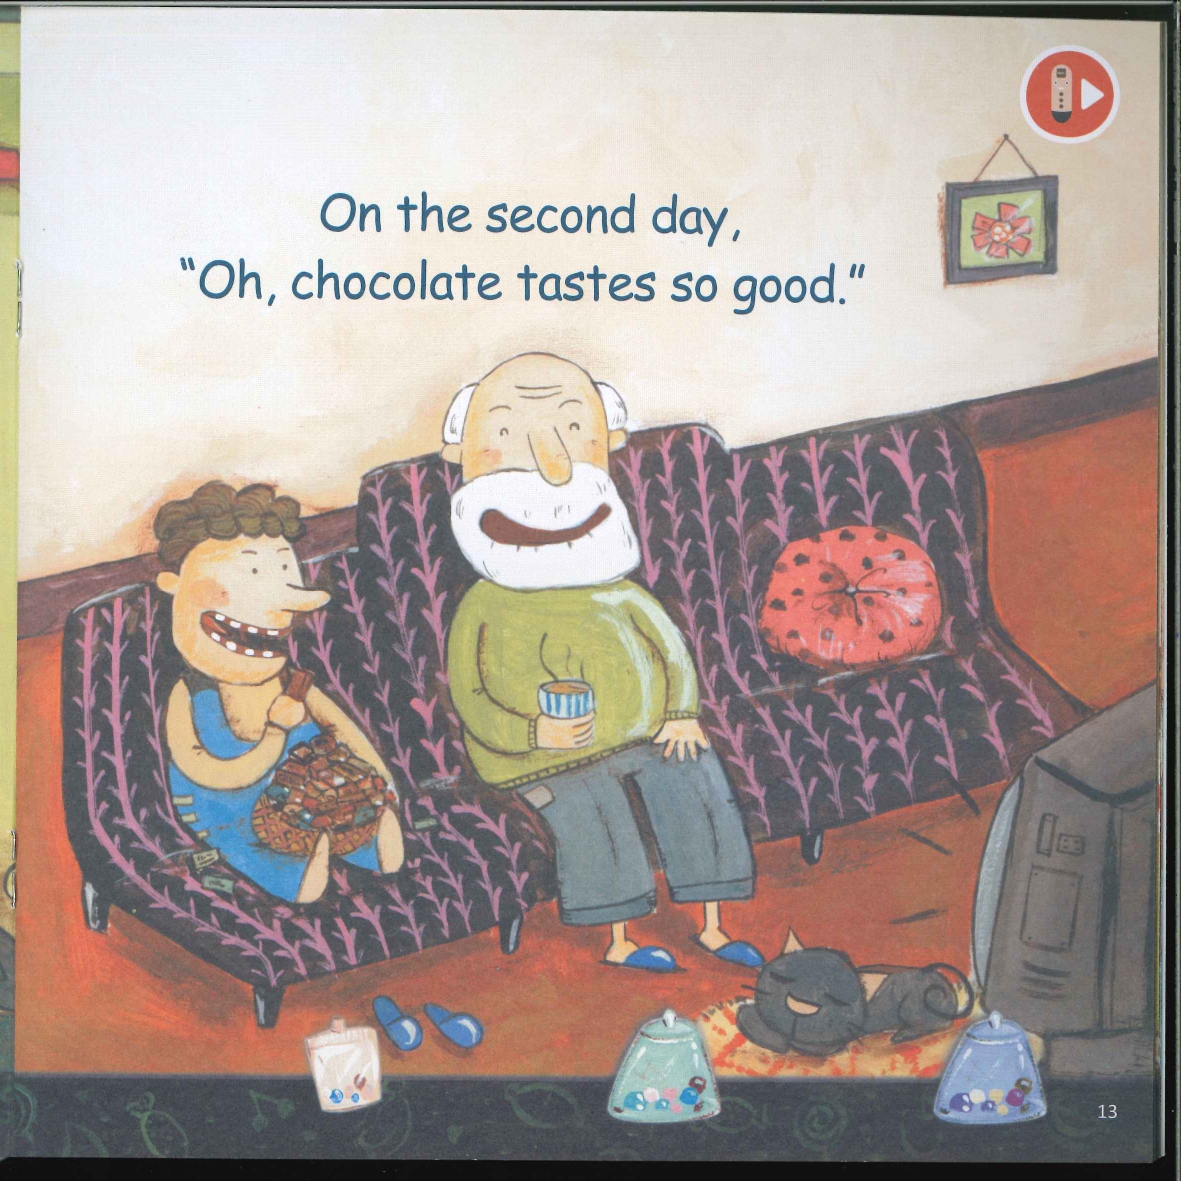 On the second day,
“Oh, chocolate tastes so good.”
13